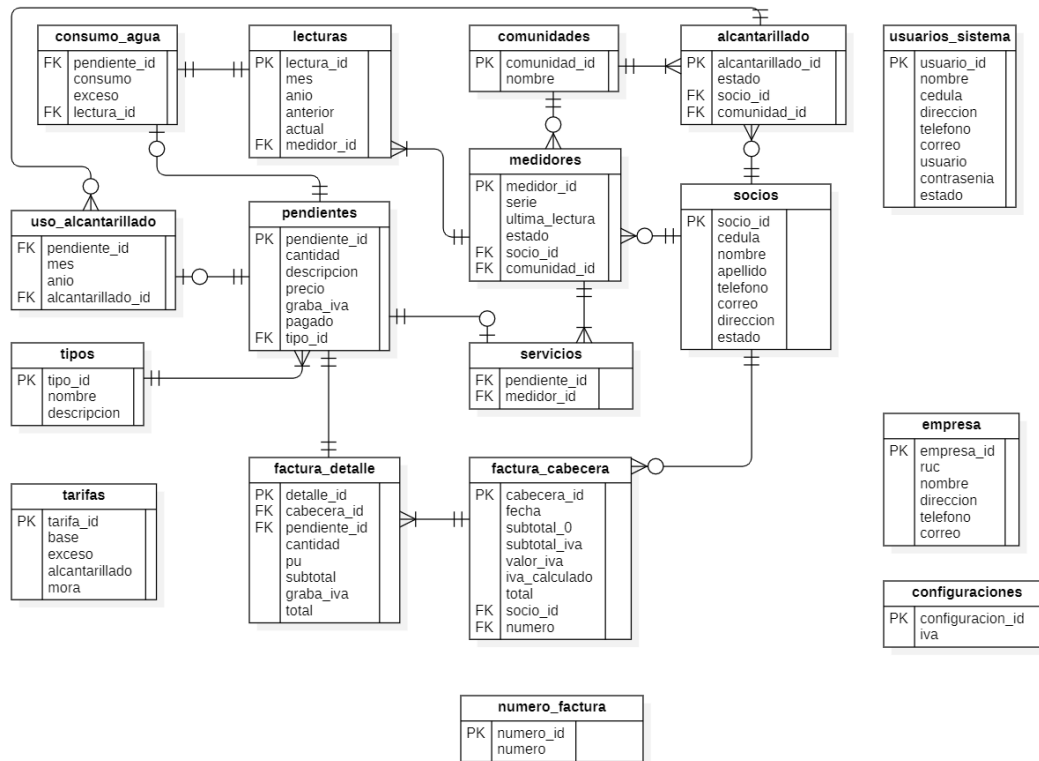 consumo_agua
FK pendiente_id
consumo
exceso
FK lectura_id
lecturas
PK lectura_id
mes
anio
anterior
actual
FK medidor_id
comunidades
PK comunidad_id
nombre
alcantarillado
PK alcantarillado_id
estado
FK socio_id
FK comunidad_id
usuarios_sistema
PK usuario_id
nombre
cedula
direccion
telefono
correo
usuario
contrasenia
estado
uso_alcantarillado
FK pendiente_id
mes
anio
FK alcantarillado_id
pendientes
PK pendiente_id
cantidad
descripcion
precio
graba_iva
pagado
FK tipo_id
medidores
PK medidor_id
serie
ultima_lectura
estado
FK socio_id
FK comunidad_id
socios
PK socio_id
cedula
nombre
apellido
telefono
correo
direccion
estado
tipos
PK tipo_id
nombre
descripcion
servicios
FK pendiente_id
FK medidor_id
tarifas
PK tarifa_id
base
exceso
alcantarillado
mora
factura_detalle
PK detalle_id
FK cabecera_id
FK pendiente_id
cantidad
pu
subtotal
graba_iva
total
factura_cabecera
PK cabecera_id
fecha
subtotal_0
subtotal_iva
valor_iva
iva_calculado
total
FK socio_id
FK numero
empresa
PK empresa_id
ruc
nombre
direccion
telefono
correo
configuraciones
PK configuracion_id
iva
numero_factura
PK numero_id
numero